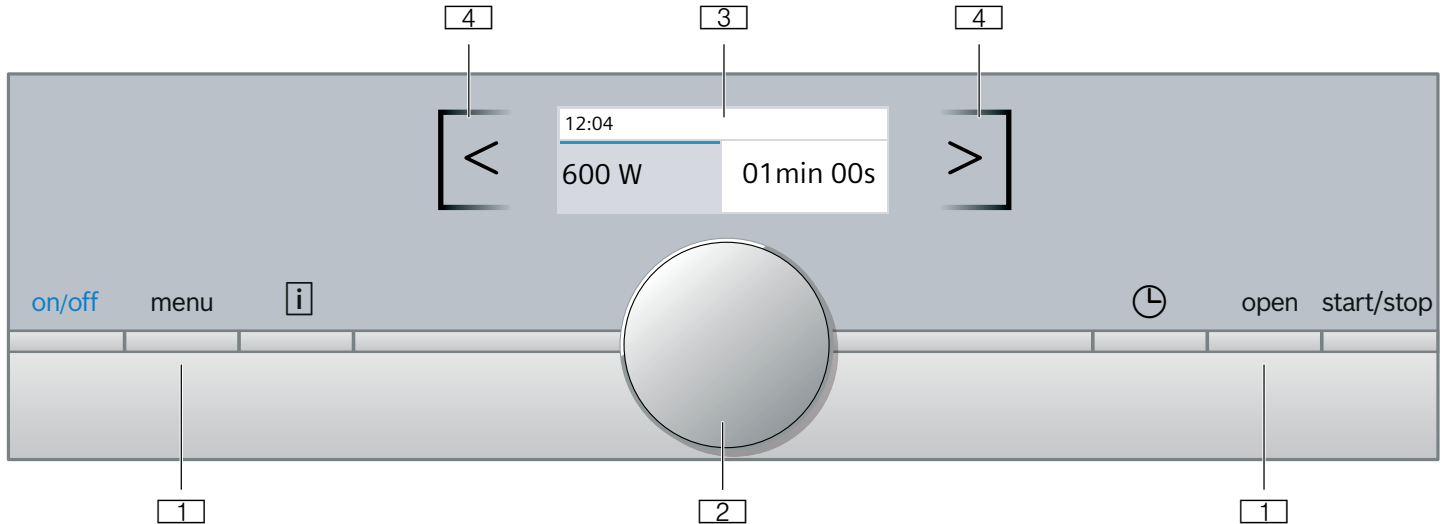 4 3 4
12:04
< 600 W 01min 00s >
on/off menu i open start/stop
1 2 1